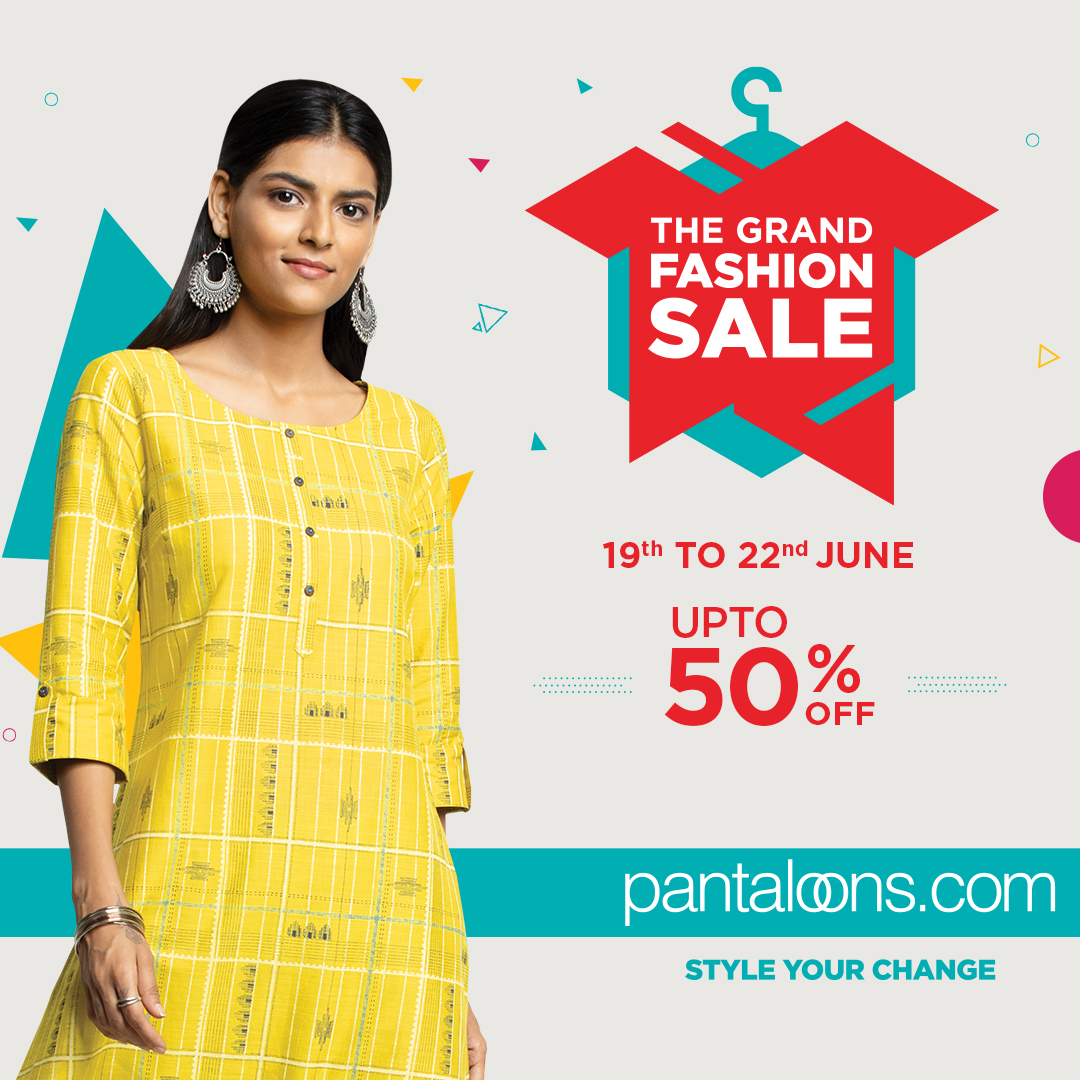 THE GRAND
FASHION
SALE
19th TO 22nd JUNE
UPTO
50%
OFF
pantaloons.com
STYLE YOUR CHANGE